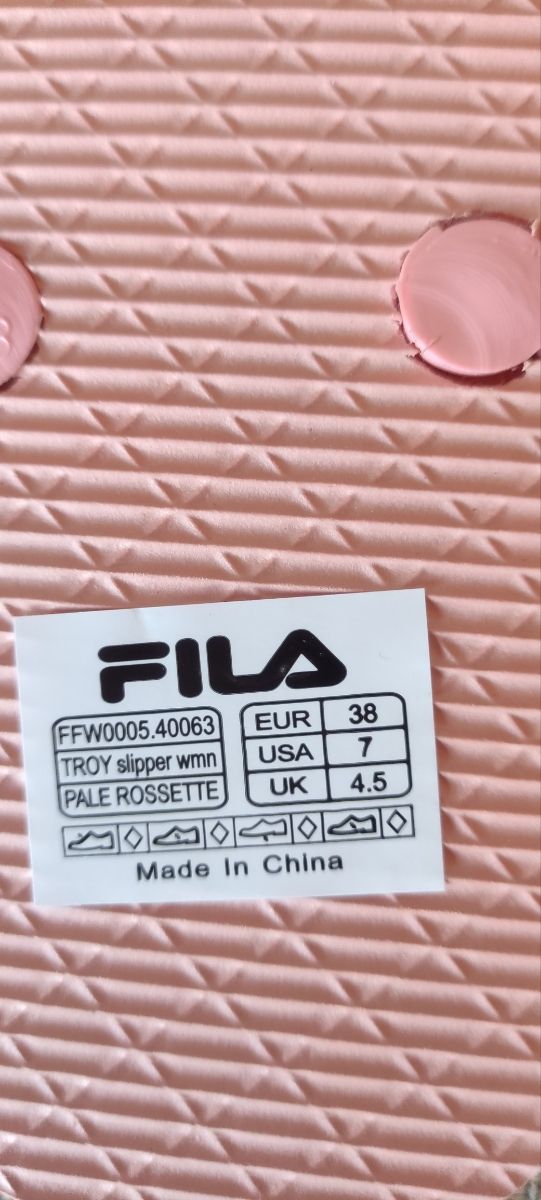 FILA
FFW0005.40063
TROY slipper wmn
PALE ROSSETTE
EUR 38
USA 7
UK 4.5
Made In China